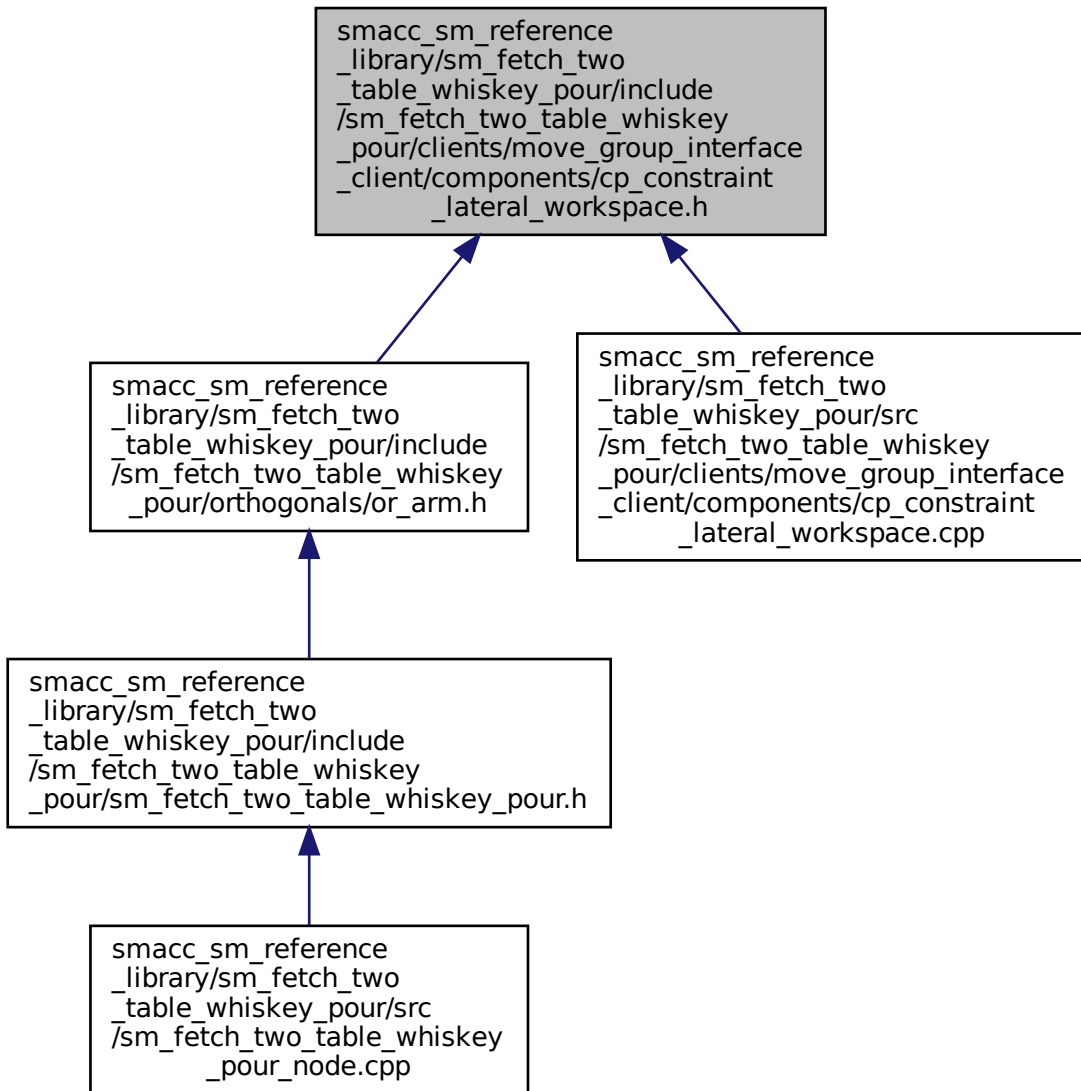 smacc_sm_reference
_library/sm_fetch_two
_table_whiskey_pour/include
/sm_fetch_two_table_whiskey
_pour/clients/move_group_interface
_client/components/cp_constraint
_lateral_workspace.h
smacc_sm_reference
_library/sm_fetch_two
_table_whiskey_pour/include
/sm_fetch_two_table_whiskey
_pour/orthogonals/or_arm.h
smacc_sm_reference
_library/sm_fetch_two
_table_whiskey_pour/src
/sm_fetch_two_table_whiskey
_pour/clients/move_group_interface
_client/components/cp_constraint
_lateral_workspace.cpp
smacc_sm_reference
_library/sm_fetch_two
_table_whiskey_pour/include
/sm_fetch_two_table_whiskey
_pour/sm_fetch_two_table_whiskey_pour.h
smacc_sm_reference
_library/sm_fetch_two
_table_whiskey_pour/src
/sm_fetch_two_table_whiskey
_pour_node.cpp